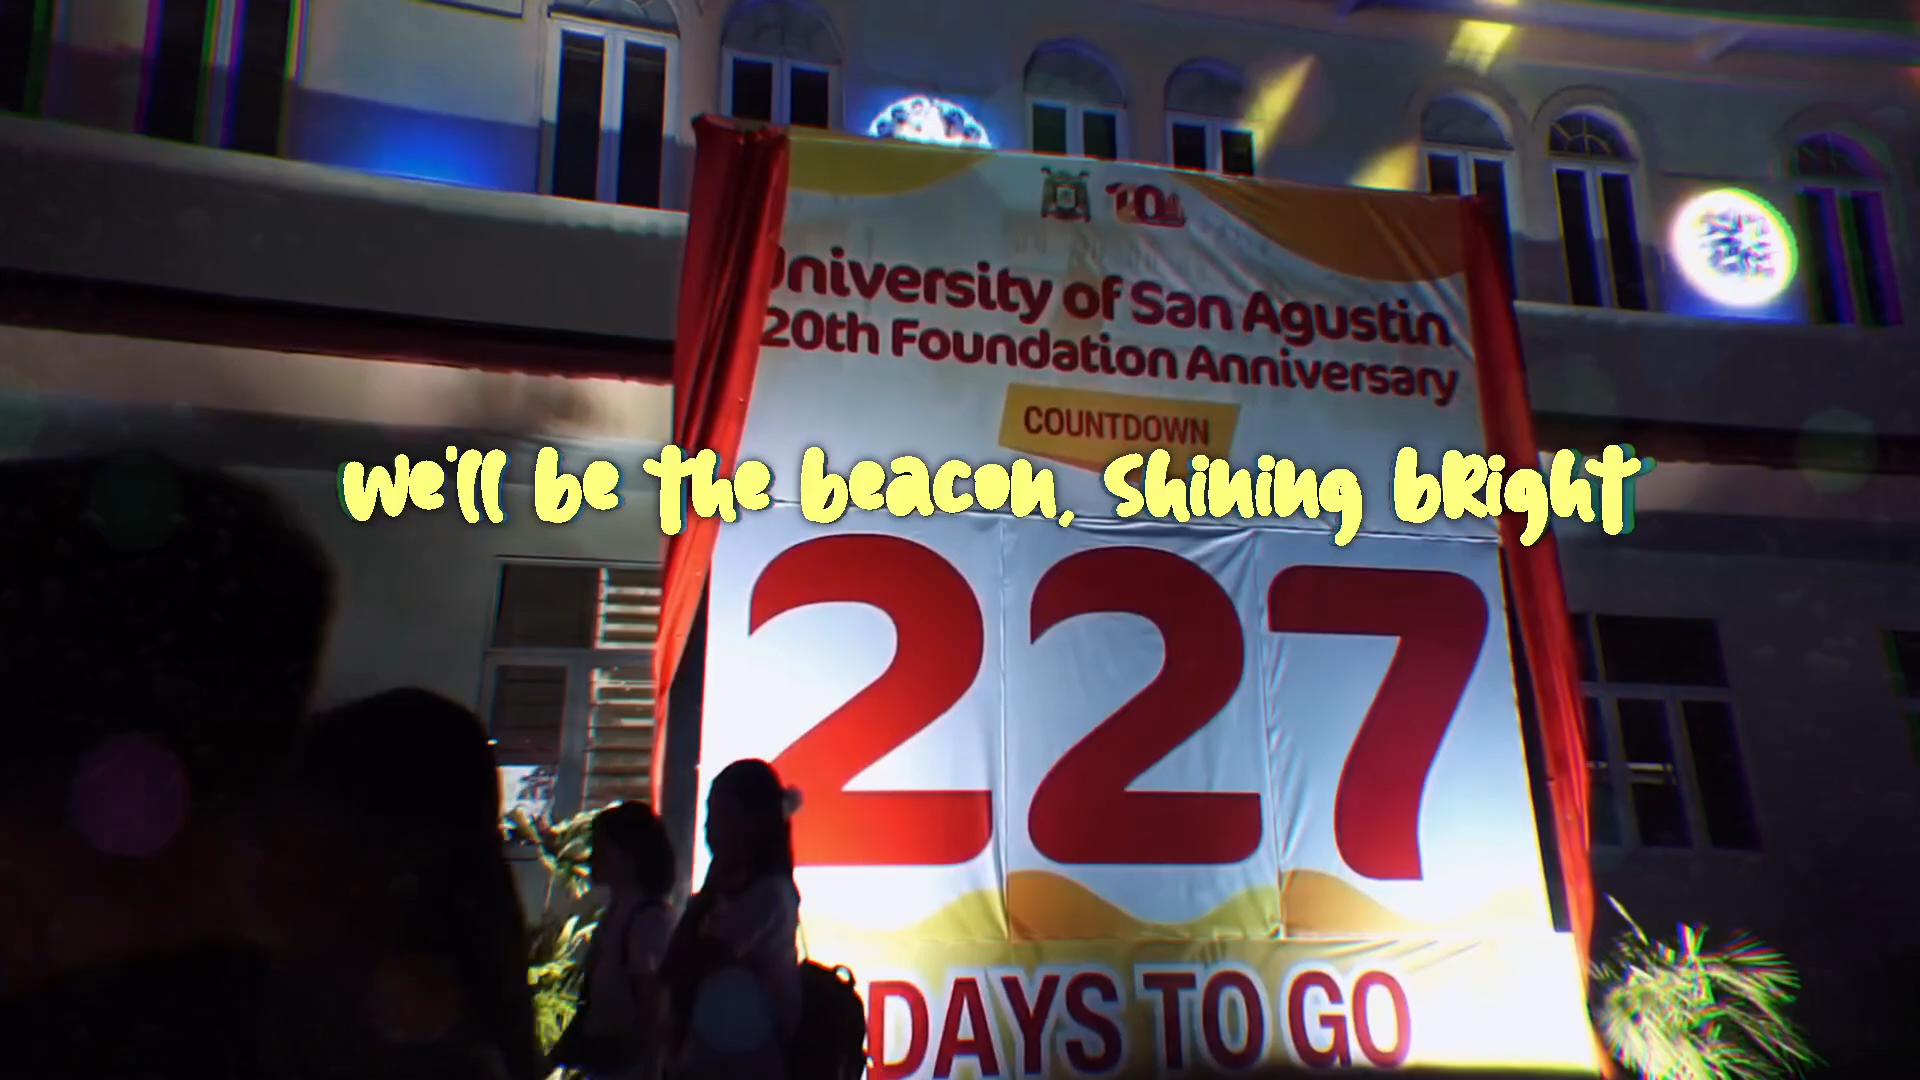 University of San Agustin
20th Foundation Anniversary
COUNTDOWN
we'll be the beacon, shining bright
227
DAYS TO GO